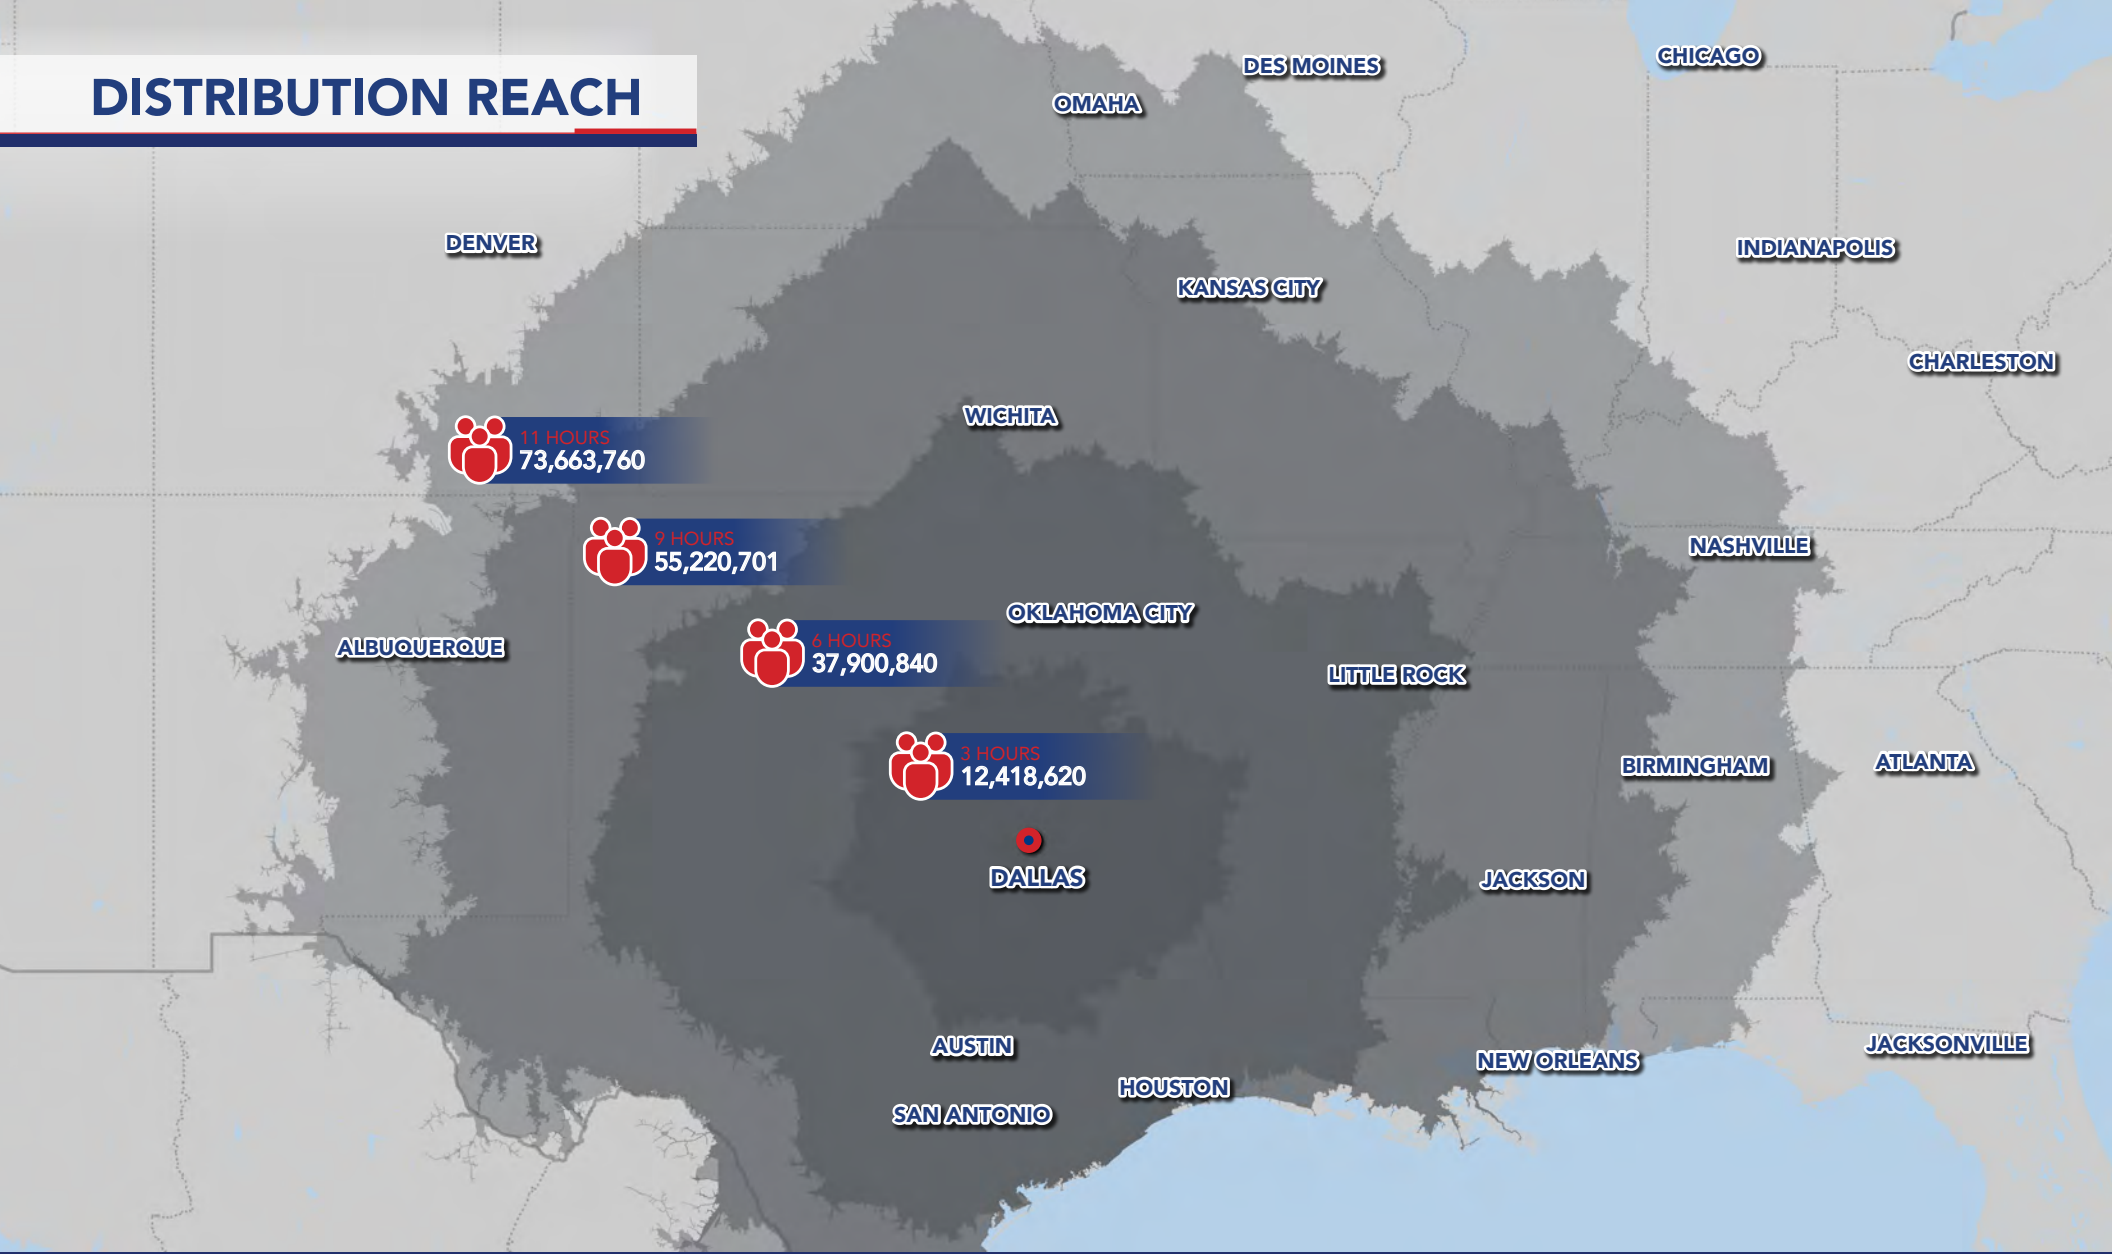 DISTRIBUTION REACH
DES MOINES
CHICAGO
OMAHA
DENVER
INDIANAPOLIS
KANSAS CITY
CHARLESTON
WICHITA
11 HOURS
73,663,760
9 HOURS
55,220,701
NASHVILLE
OKLAHOMA CITY
ALBUQUERQUE
6 HOURS
37,900,840
LITTLE ROCK
3 HOURS
12,418,620
BIRMINGHAM
ATLANTA
DALLAS
JACKSON
AUSTIN
JACKSONVILLE
NEW ORLEANS
HOUSTON
SAN ANTONIO